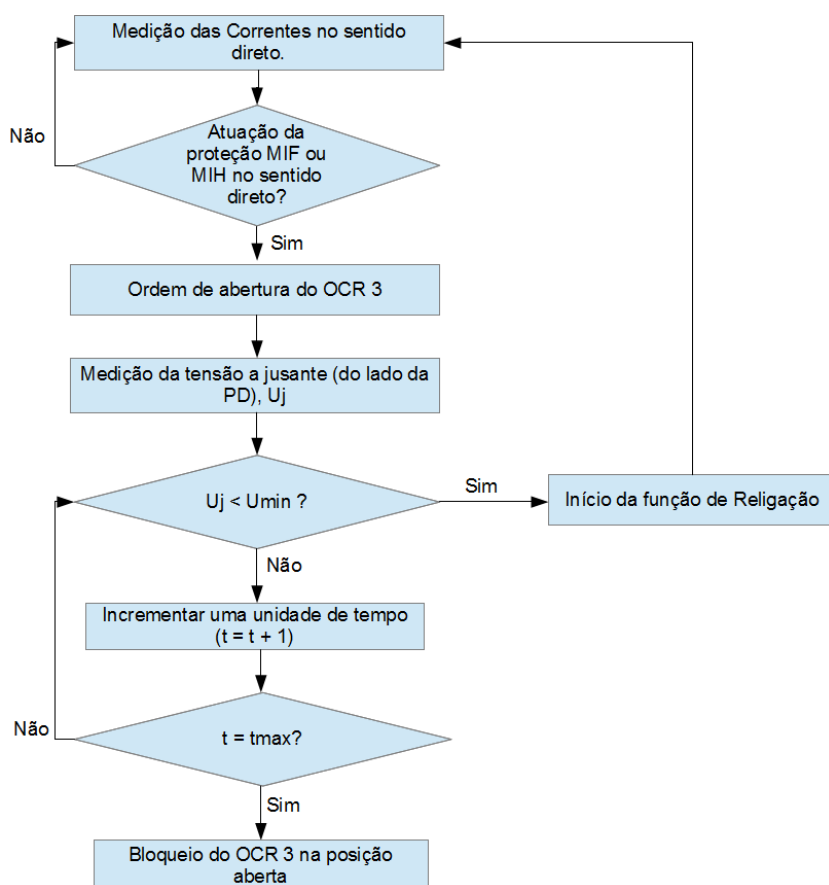 Medição das Correntes no sentido
direto.
Não
Atuação da
proteção MIF ou
MIH no sentido
direto?
Sim
Ordem de abertura do OCR 3
Medição da tensão a jusante (do lado da
PD), Uj
Uj < Umin ?
Sim
Início da função de Religação
Não
Incrementar uma unidade de tempo
(t = t + 1)
Não
t = tmax?
Sim
Bloqueio do OCR 3 na posição
aberta